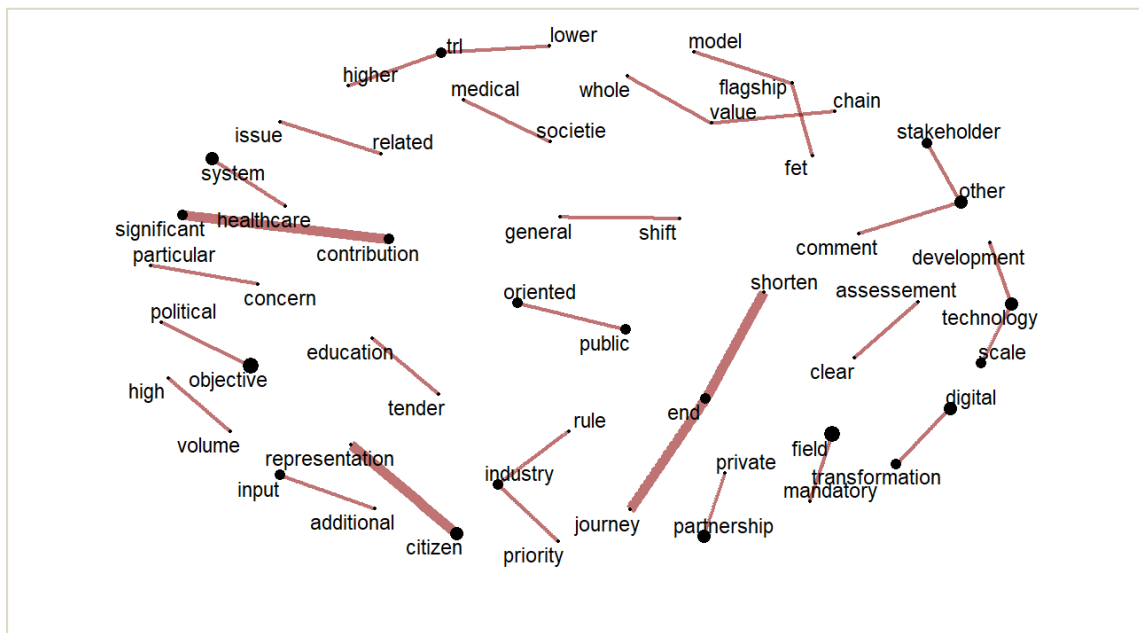 lower
trl
model
higher
medical
whole
flagship
value
chain
issue
related
societie
stakeholder
fet
system
other
healthcare
significant
general
shift
contribution
comment
particular
development
concern
oriented
shorten
assessement
political
public
technology
education
scale
objective
clear
high
tender
end
digital
volume
rule
representation
industry
private
field
transformation
input
mandatory
additional
citizen
journey
partnership
priority